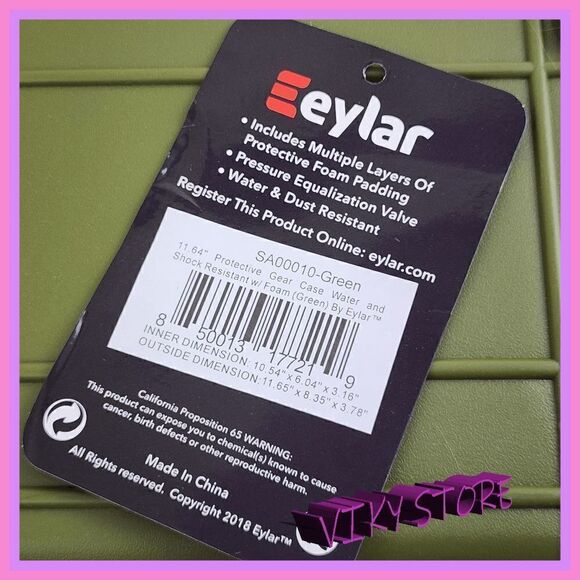 eylar
• Includes Multiple Layers Of
Protective Foam Padding
• Pressure Equalization Valve
• Water & Dust Resistant
Register This Product Online: eylar.com
SA00010-Green
11.64" Protective Gear Case Water and
Shock Resistant w/ Foam (Green) By Eylar™
8 50013 17721 9
INNER DIMENSION: 10.54" x 6.04" x 3.16"
OUTSIDE DIMENSION: 11.65" x 8.35" x 3.78"
California Proposition 65 WARNING:
This product can expose you to chemical(s) known to cause
cancer, birth defects or other reproductive harm.
Made In China
All Rights reserved. Copyright 2018 Eylar™
VIKY STORE